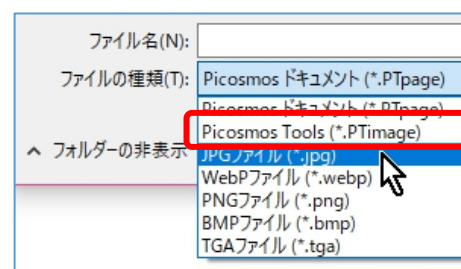 ファイル名(N):
ファイルの種類(T): Picosmos ドキュメント (*.PTpage)
Picosmos ドキュメント (*.PTpage)
Picosmos Tools (*.PTimage)
フォルダーの非表示
JPGファイル (*.jpg)
WebPファイル (*.webp)
PNGファイル (*.png)
BMPファイル (*.bmp)
TGAファイル (*.tga)